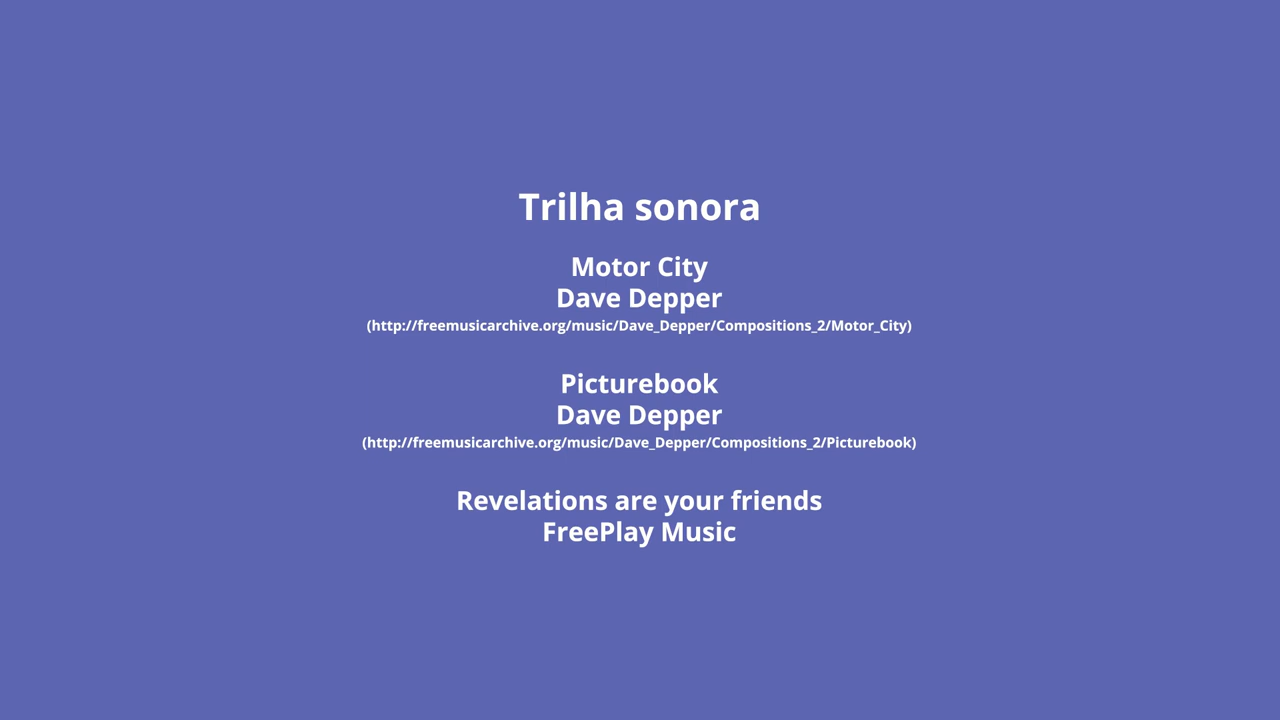 Trilha sonora
Motor City
Dave Depper
(http://freemusicarchive.org/music/Dave_Depper/Compositions_2/Motor_City)
Picturebook
Dave Depper
(http://freemusicarchive.org/music/Dave_Depper/Compositions_2/Picturebook)
Revelations are your friends
FreePlay Music